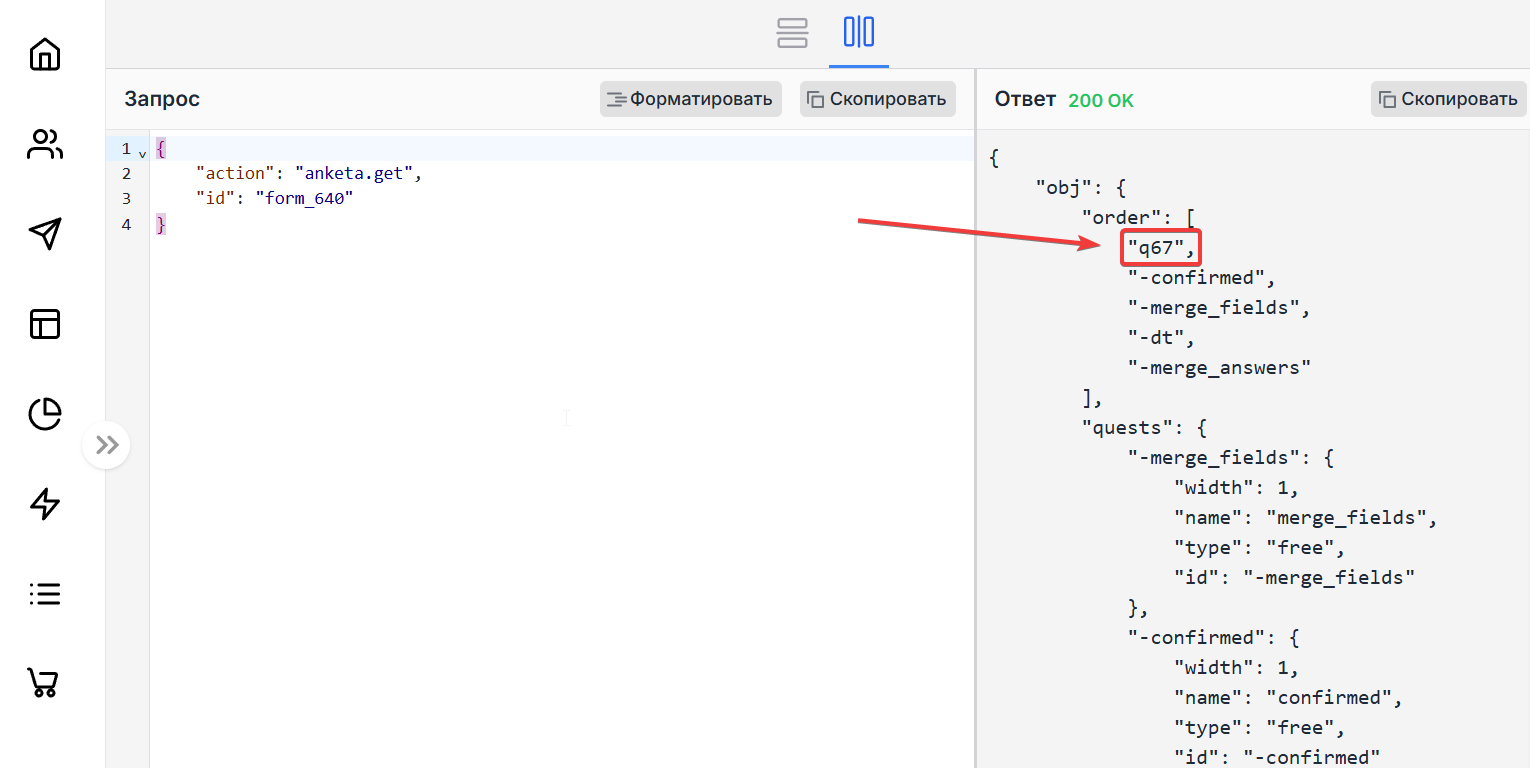 Запрос
Форматировать
Скопировать
1 {
2 "action": "anketa.get",
3 "id": "form_640"
4 }
Ответ 200 OK
Скопировать
{
"obj": {
"order": [
"q67",
"-confirmed",
"-merge_fields",
"-dt",
"-merge_answers"
],
"quests": {
"-merge_fields": {
"width": 1,
"name": "merge_fields",
"type": "free",
"id": "-merge_fields"
},
"-confirmed": {
"width": 1,
"name": "confirmed",
"type": "free",
"id": "-confirmed"